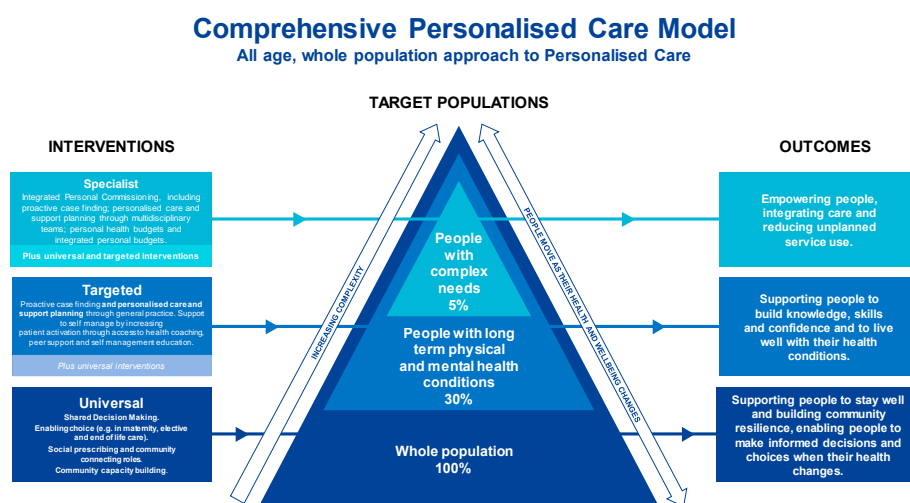 Comprehensive Personalised Care Model
All age, whole population approach to Personalised Care
TARGET POPULATIONS
INTERVENTIONS
Specialist
Integrated Personal Commissioning, including
proactive case finding; personalised care and
support planning through multidisciplinary
teams; personal health budgets and
integrated personal budgets.
Plus universal and targeted interventions
Targeted
Proactive case finding and personalised care and
support planning through general practice. Support
to self manage by increasing
patient activation through access to health coaching,
peer support and self management education.
Plus universal interventions
Universal
Shared Decision Making.
Enabling choice (e.g. in maternity, elective
and end of life care).
Social prescribing and community
connecting roles.
Community capacity building.
INCREASING COMPLEXITY
People
with
complex
needs
5%
People with long
term physical
and mental health
conditions
30%
Whole population
100%
PEOPLE MOVE AS THEIR HEALTH AND WELLBEING CHANGES
OUTCOMES
Empowering people,
integrating care and
reducing unplanned
service use.
Supporting people to
build knowledge, skills
and confidence and to live
well with their health
conditions.
Supporting people to stay well
and building community
resilience, enabling people to
make informed decisions and
choices when their health
changes.